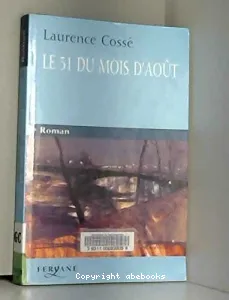 Laurence Cossé
LE 31 DU MOIS D'AOÛT
Roman
FERYANE
Copyright: abebooks